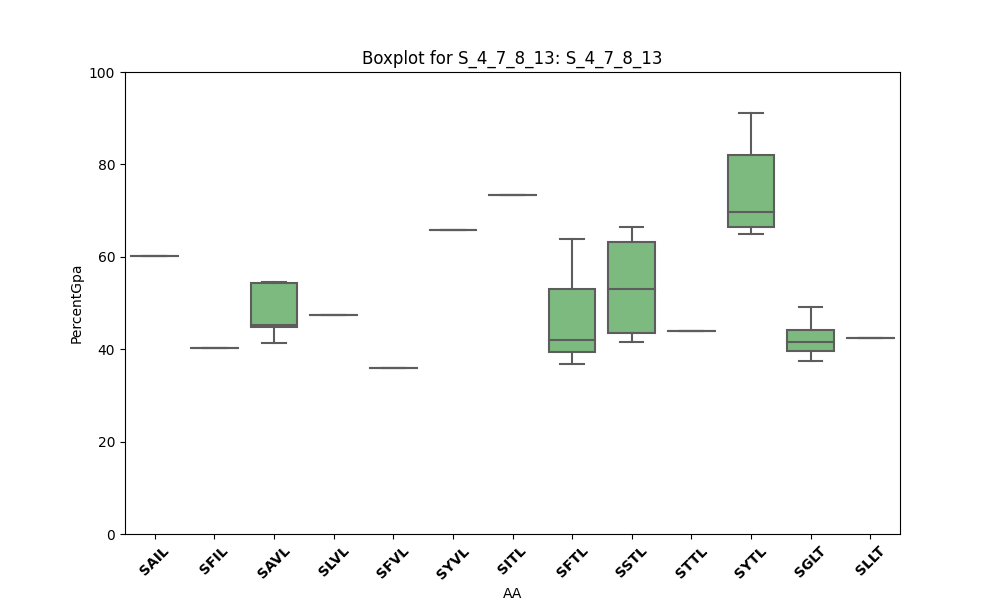 Boxplot for S_4_7_8_13: S_4_7_8_13
PercentGpa
100
80
60
40
20
0
SAIL SFIL SAVL SLVL SFVL SYVL SITL SFTL SSTL STTL SYTL SGLT SLLT
AA